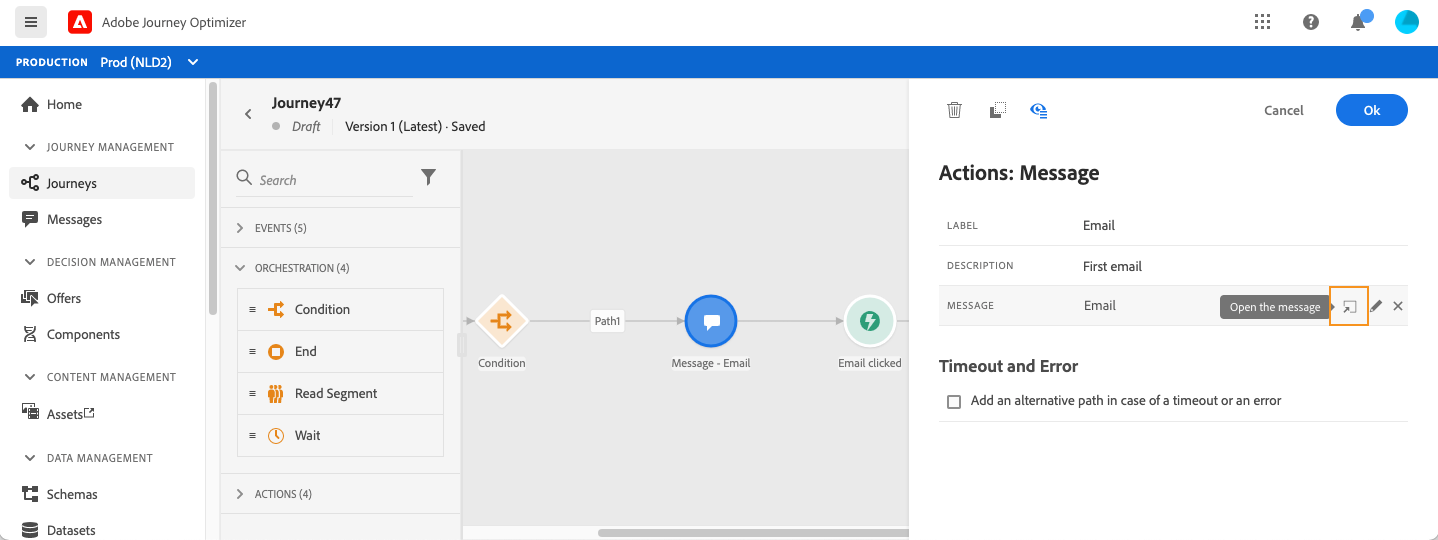 Adobe Journey Optimizer
PRODUCTION Prod (NLD2)
Home
JOURNEY MANAGEMENT
Journeys
Messages
DECISION MANAGEMENT
Offers
Components
CONTENT MANAGEMENT
Assets
DATA MANAGEMENT
Schemas
Datasets
Journey47
Draft Version 1 (Latest) · Saved
Search
EVENTS (5)
ORCHESTRATION (4)
Condition
End
Read Segment
Wait
ACTIONS (4)
Condition
Path1
Message - Email
Email clicked
Cancel Ok
Actions: Message
LABEL Email
DESCRIPTION First email
MESSAGE Email Open the message
Timeout and Error
Add an alternative path in case of a timeout or an error